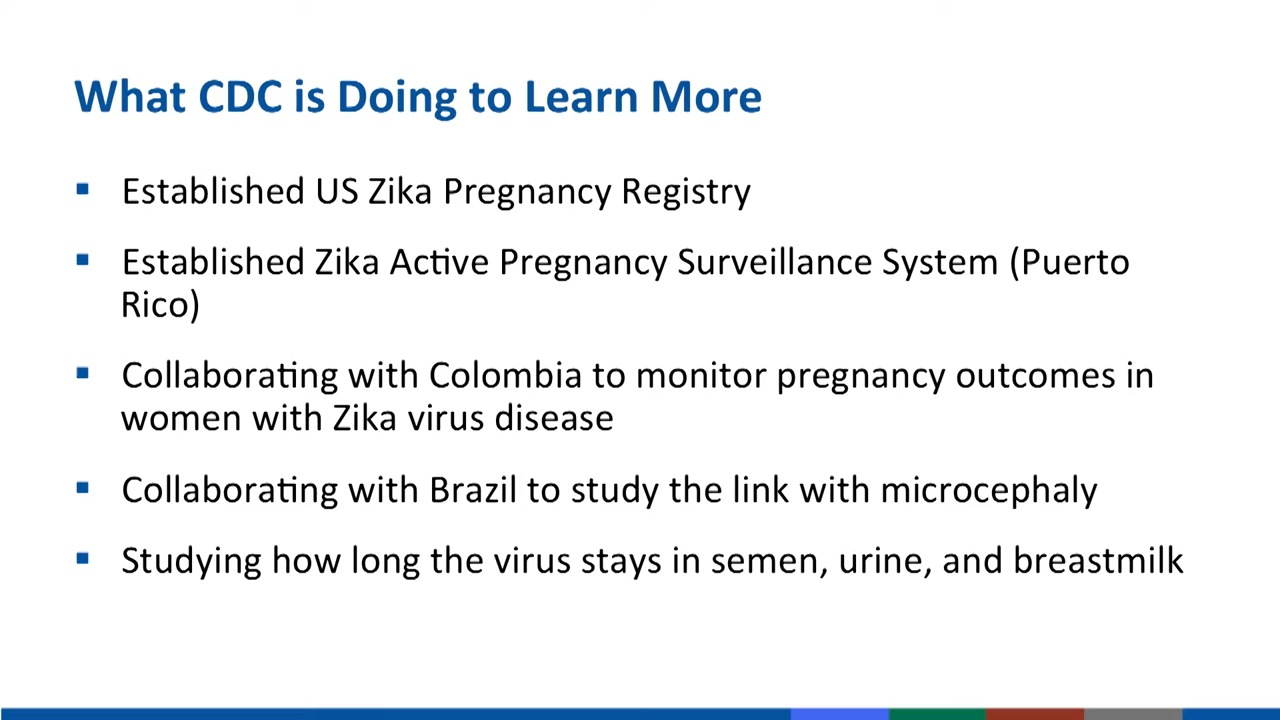 What CDC is Doing to Learn More
▪ Established US Zika Pregnancy Registry
▪ Established Zika Active Pregnancy Surveillance System (Puerto
Rico)
▪ Collaborating with Colombia to monitor pregnancy outcomes in
women with Zika virus disease
▪ Collaborating with Brazil to study the link with microcephaly
▪ Studying how long the virus stays in semen, urine, and breastmilk